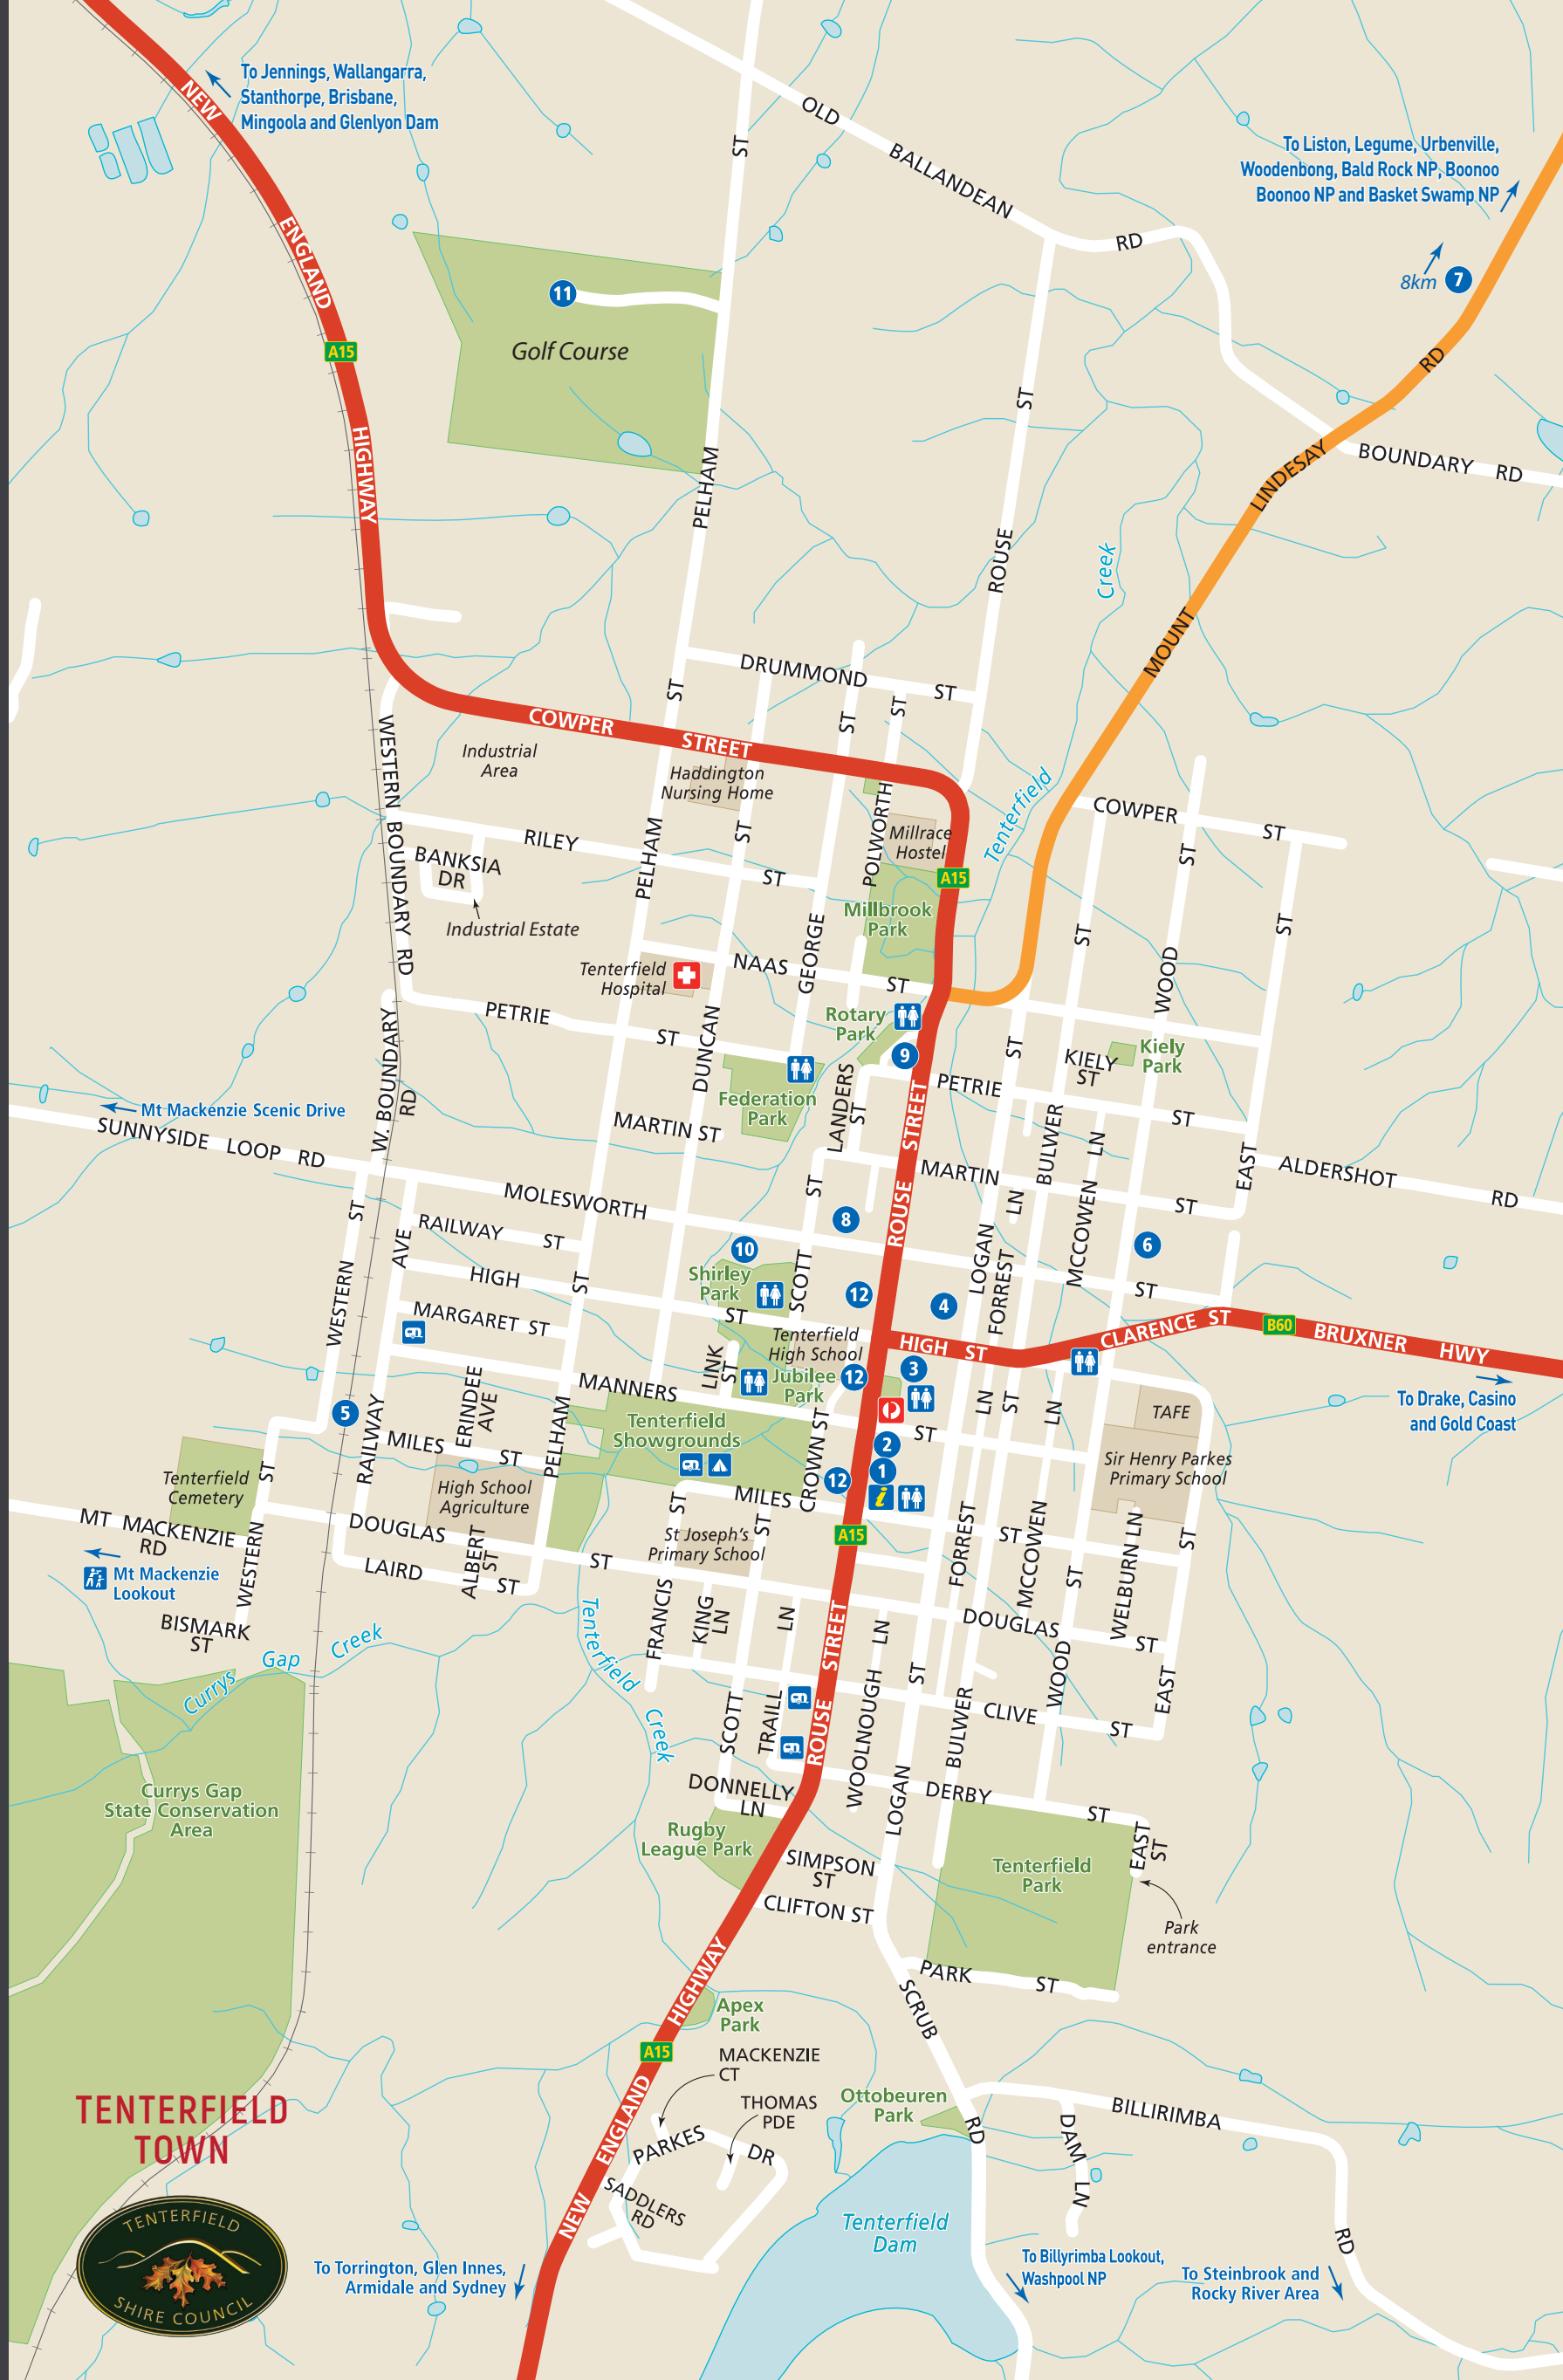 To Jennings, Wallangarra,
Stanthorpe, Brisbane,
Mingoola and Glenlyon Dam
NEW
ENGLAND
A15
HIGHWAY
ST
OLD
BALLANDEAN
RD
To Liston, Legume, Urbenville,
Woodenbong, Bald Rock NP, Boonoo
Boonoo NP and Basket Swamp NP
8km
7
11
Golf Course
RD
LINDESAY
BOUNDARY RD
MOUNT
PELHAM
ST
ST
ROUSE
Creek
Tenterfield
DRUMMOND
ST
ST
ST
COWPER
STREET
WESTERN
BOUNDARY
RD
Industrial
Area
Haddington
Nursing Home
Millrace
Hostel
POLWORTH
COWPER
ST
RILEY
ST
BANKSIA
DR
Industrial Estate
PELHAM
ST
A15
Millbrook
Park
ST
WOOD
ST
ST
Tenterfield
Hospital
NAAS
ST
GEORGE
Rotary
Park
9
PETRIE
ST
DUNCAN
W. BOUNDARY
RD
Federation
Park
LANDERS
ST
PETRIE
ST
KIELY
ST
Kiely
Park
ST
Mt Mackenzie Scenic Drive
SUNNYSIDE LOOP RD
MARTIN ST
MARTIN
ST
BULWER
LN
EAST
ALDERSHOT
RD
MOLESWORTH
ST
ROUSE
STREET
ST
8
RAILWAY
ST
AVE
10
Shirley
Park
SCOTT
12
4
LOGAN
FORREST
LN
MCCOWEN
6
HIGH
ST
WESTERN
ST
MARGARET ST
ST
Tenterfield
High School
HIGH ST
CLARENCE ST
B60
BRUXNER HWY
To Drake, Casino
and Gold Coast
LINK
ST
Jubilee
Park
12
3
MANNERS
ST
ERINDEE
AVE
PELHAM
Tenterfield
Showgrounds
CROWN ST
2
1
12
i
LN
ST
LN
TAFE
Sir Henry Parkes
Primary School
5
RAILWAY
MILES
ST
Tenterfield
Cemetery
ST
High School
Agriculture
MILES
ST
ST
ST
St Joseph's
Primary School
A15
FORREST
MCCOWEN
ST
WELBURN LN
ST
MT MACKENZIE
RD
Mt Mackenzie
Lookout
WESTERN
DOUGLAS
ST
LAIRD
ST
ALBERT
ST
BISMARK
ST
Currys
Gap
Creek
Tenterfield
Creek
FRANCIS
KING
LN
LN
LN
DOUGLAS
ST
WOOD
EAST
ROUSE
STREET
ST
CLIVE
ST
SCOTT
TRAILL
WOOLNOUGH
BULWER
LOGAN
DERBY
ST
DONNELLY
LN
Currys Gap
State Conservation
Area
Rugby
League Park
SIMPSON
ST
CLIFTON ST
Tenterfield
Park
EAST
ST
Park
entrance
PARK
ST
SCRUB
RD
HIGHWAY
Apex
Park
A15
ENGLAND
NEW
MACKENZIE
CT
THOMAS
PDE
PARKES
DR
SADDLERS
RD
Ottobeuren
Park
BILLIRIMBA
RD
DAM
LN
TENTERFIELD
TOWN
TENTERFIELD
SHIRE COUNCIL
Tenterfield
Dam
To Torrington, Glen Innes,
Armidale and Sydney
To Billyrimba Lookout,
Washpool NP
To Steinbrook and
Rocky River Area